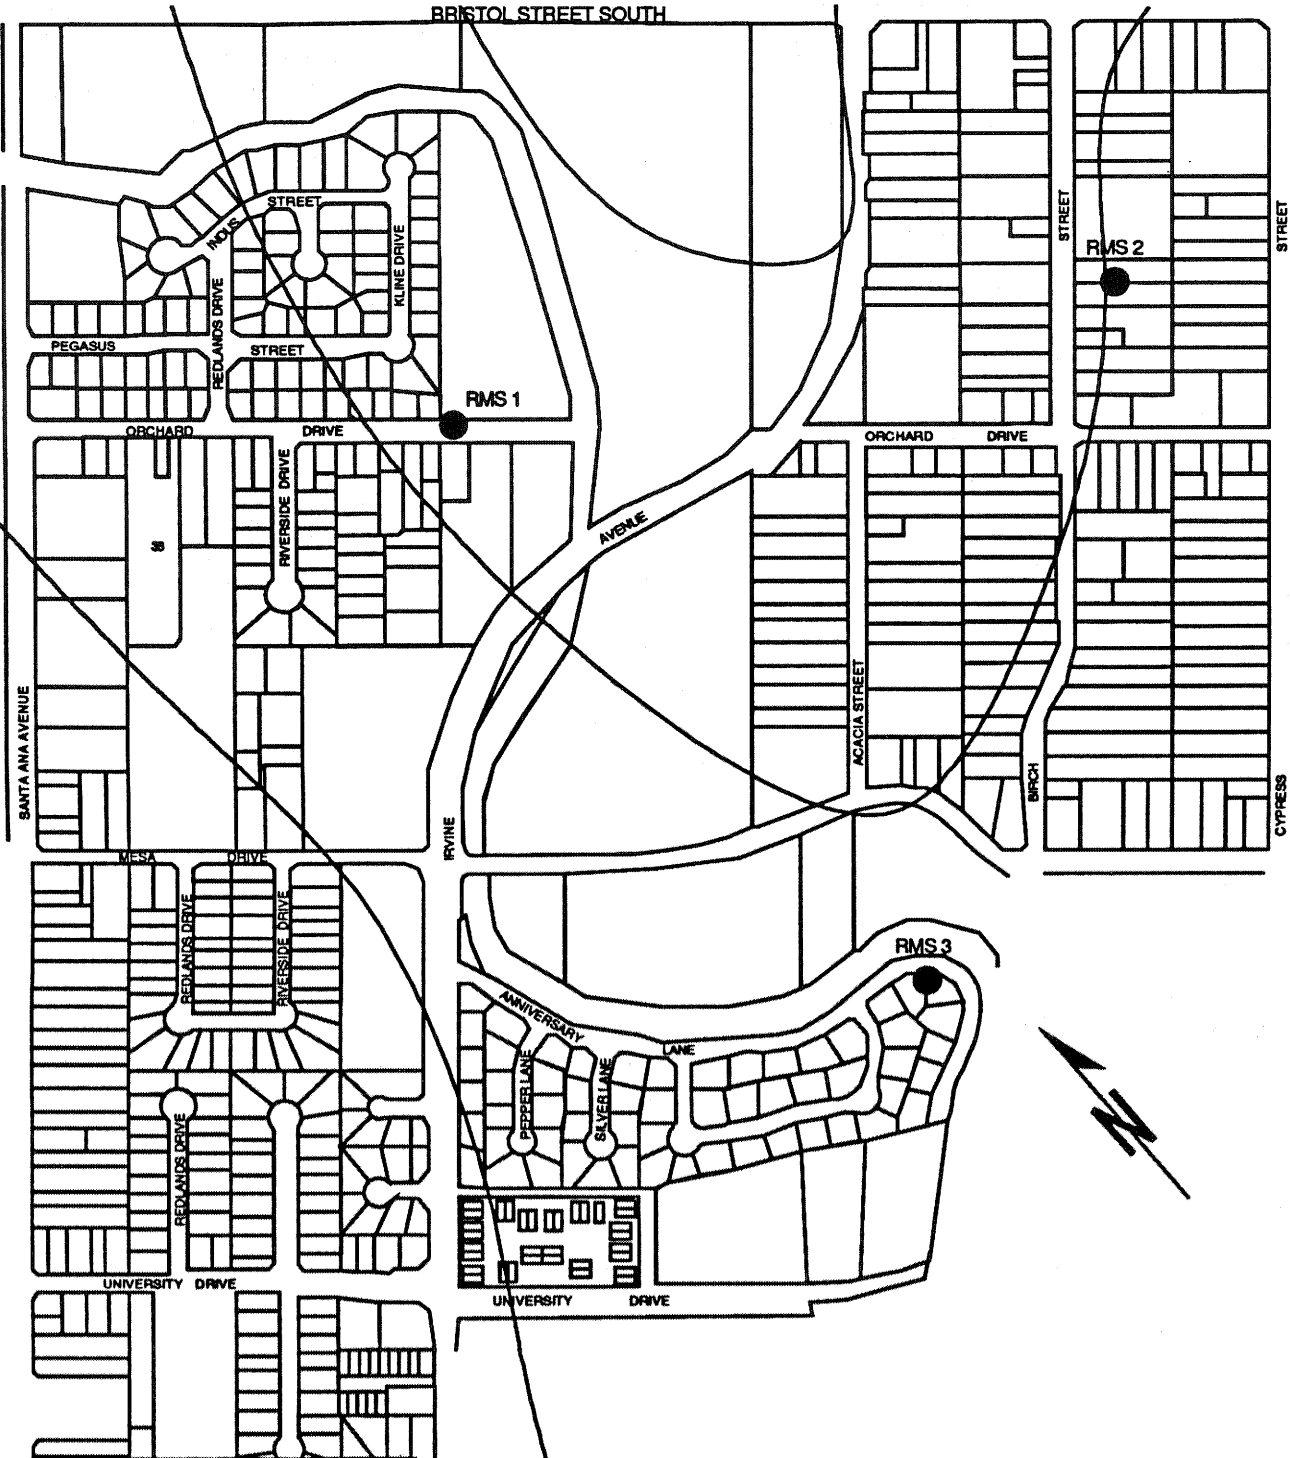 BRISTOL STREET SOUTH
STREET
INDUS
KLINE DRIVE
STREET
STREET
RMS 2
REDLANDS DRIVE
PEGASUS
STREET
RMS 1
ORCHARD
DRIVE
ORCHARD
DRIVE
RIVERSIDE DRIVE
AVENUE
38
SANTA ANA AVENUE
ACACIA STREET
BIRCH
CYPRESS
IRVINE
MESA
DRIVE
REDLANDS DRIVE
RIVERSIDE DRIVE
RMS 3
ANNIVERSARY
LANE
PEPPER LANE
SILVER LANE
N
REDLANDS DRIVE
UNIVERSITY DRIVE
UNIVERSITY
DRIVE